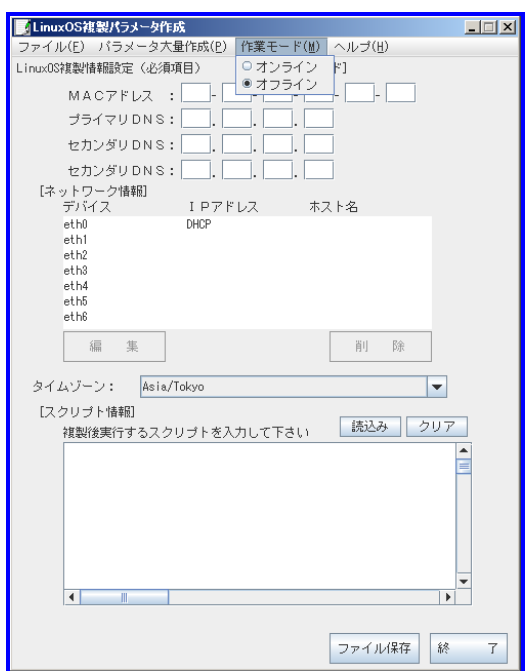 LinuxOS複製パラメータ作成
ファイル(F) パラメータ大量作成(P) 作業モード(M) ヘルプ(H)
LinuxOS複製情報設定（必須項目） ド]
オンライン
オフライン
ＭＡＣアドレス ： - - - -
プライマリＤＮＳ： . . .
セカンダリＤＮＳ： . . .
セカンダリＤＮＳ： . . .
[ネットワーク情報]
デバイス ＩＰアドレス ホスト名
eth0 DHCP
eth1
eth2
eth3
eth4
eth5
eth6
編 集 削 除
タイムゾーン： Asia/Tokyo
[スクリプト情報]
複製後実行するスクリプトを入力して下さい 読込み クリア
ファイル保存 終 了